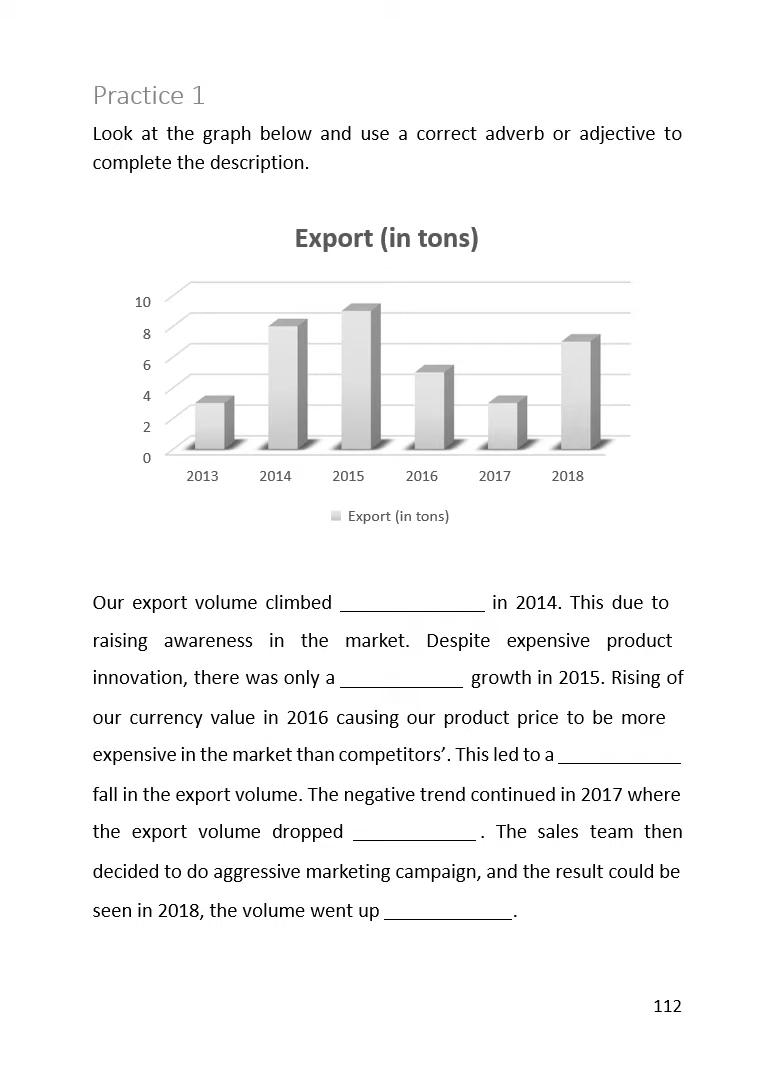 Practice 1
Look at the graph below and use a correct adverb or adjective to
complete the description.
Export (in tons)
10
8
6
4
2
0
2013 2014 2015 2016 2017 2018
Export (in tons)
Our export volume climbed _______________ in 2014. This due to
raising awareness in the market. Despite expensive product
innovation, there was only a _____________ growth in 2015. Rising of
our currency value in 2016 causing our product price to be more
expensive in the market than competitors’. This led to a _____________
fall in the export volume. The negative trend continued in 2017 where
the export volume dropped _____________ . The sales team then
decided to do aggressive marketing campaign, and the result could be
seen in 2018, the volume went up _____________.
112